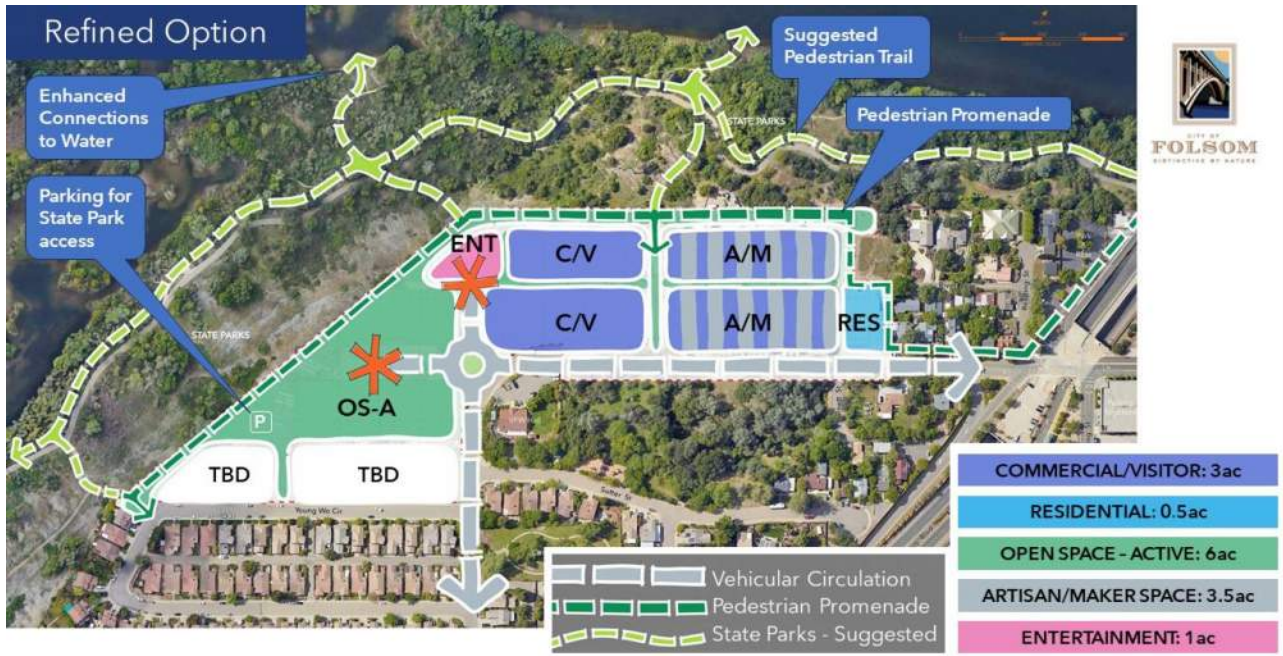 Refined Option
Enhanced
Connections
to Water
Parking for
State Park
access
Suggested
Pedestrian Trail
Pedestrian Promenade
NORTH
STATE PARKS
STATE PARKS
ENT
C/V
A/M
C/V
A/M
RES
OS-A
P
TBD
TBD
Young Wo Cir
Sutter St
CITY OF
FOLSOM
DISTINCTIVE BY NATURE
COMMERCIAL/VISITOR: 3ac
RESIDENTIAL: 0.5ac
OPEN SPACE - ACTIVE: 6ac
ARTISAN/MAKER SPACE: 3.5ac
ENTERTAINMENT: 1ac
Vehicular Circulation
Pedestrian Promenade
State Parks - Suggested